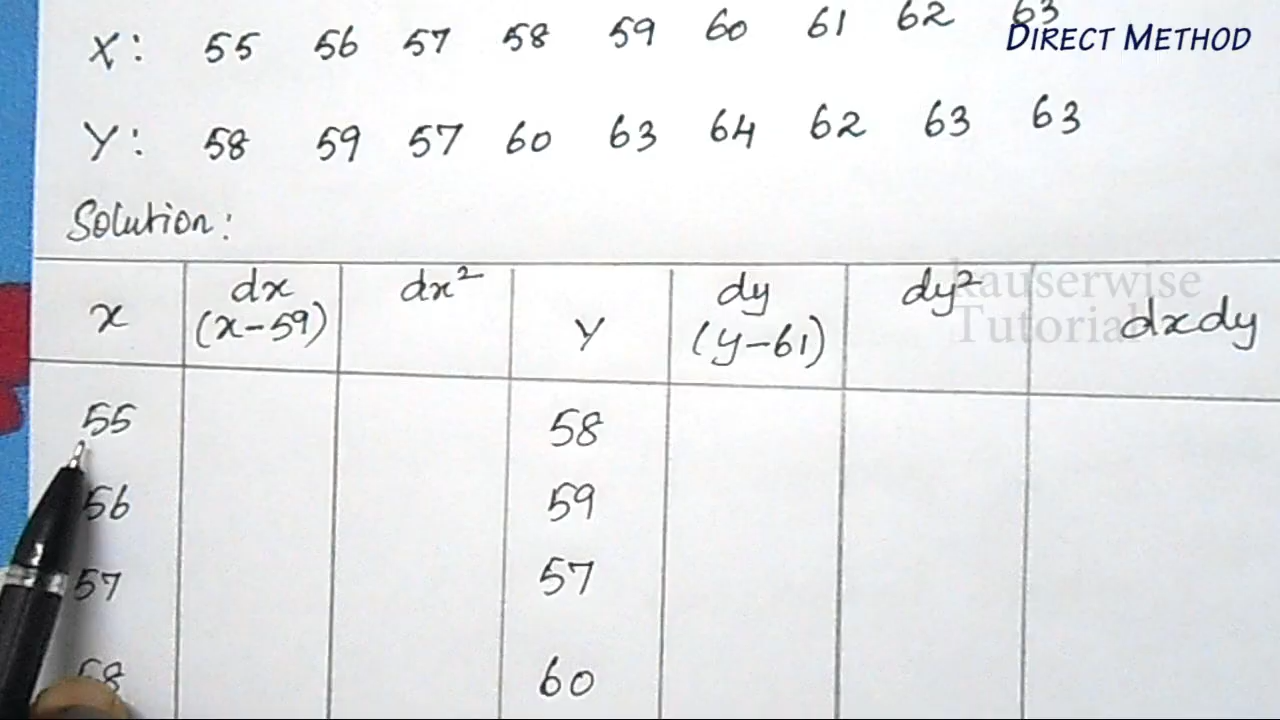 X: 55 56 57 58 59 60 61 62 63
DIRECT METHOD
Y: 58 59 57 60 63 64 62 63 63
Solution:
x dx dx² Y dy dy² dxdy
(x-59) (y-61)
kauserwise
Tutorial
55 58
56 59
57 57
58 60